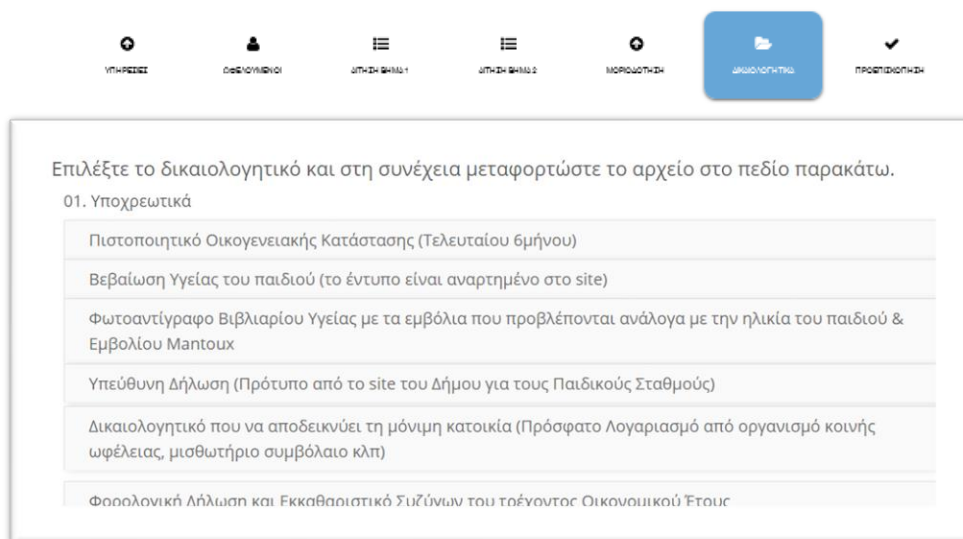 ΥΠΗΡΕΣΙΕΣ ΩΦΕΛΟΥΜΕΝΟΙ ΑΙΤΗΣΗ ΒΗΜΑ 1 ΑΙΤΗΣΗ ΒΗΜΑ 2 ΜΟΡΙΟΔΟΤΗΣΗ ΔΙΚΑΙΟΛΟΓΗΤΙΚΑ ΠΡΟΕΠΙΣΚΟΠΗΣΗ
Επιλέξτε το δικαιολογητικό και στη συνέχεια μεταφορτώστε το αρχείο στο πεδίο παρακάτω.
01. Υποχρεωτικά
Πιστοποιητικό Οικογενειακής Κατάστασης (Τελευταίου 6μήνου)
Βεβαίωση Υγείας του παιδιού (το έντυπο είναι αναρτημένο στο site)
Φωτοαντίγραφο Βιβλιαρίου Υγείας με τα εμβόλια που προβλέπονται ανάλογα με την ηλικία του παιδιού &
Εμβολίου Mantoux
Υπεύθυνη Δήλωση (Πρότυπο από το site του Δήμου για τους Παιδικούς Σταθμούς)
Δικαιολογητικό που να αποδεικνύει τη μόνιμη κατοικία (Πρόσφατο Λογαριασμό από οργανισμό κοινής
ωφέλειας, μισθωτήριο συμβόλαιο κλπ)
Φορολογική Δήλωση και Εκκαθαριστικό Συζύγων του τρέχοντος Οικονομικού Έτους